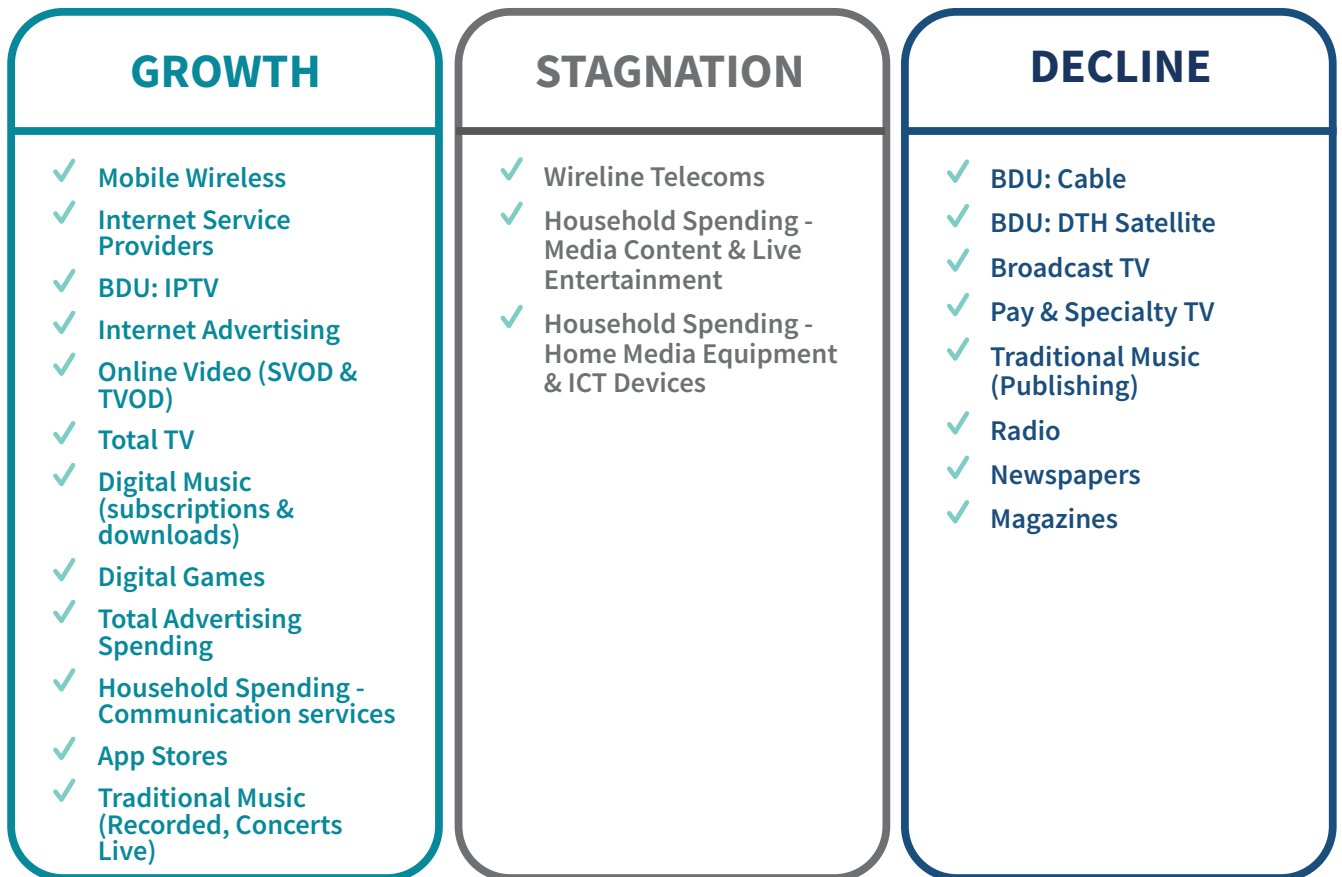 GROWTH
Mobile Wireless
Internet Service
Providers
BDU: IPTV
Internet Advertising
Online Video (SVOD &
TVOD)
Total TV
Digital Music
(subscriptions &
downloads)
Digital Games
Total Advertising
Spending
Household Spending -
Communication services
App Stores
Traditional Music
(Recorded, Concerts
Live)
STAGNATION
Wireline Telecoms
Household Spending -
Media Content & Live
Entertainment
Household Spending -
Home Media Equipment
& ICT Devices
DECLINE
BDU: Cable
BDU: DTH Satellite
Broadcast TV
Pay & Specialty TV
Traditional Music
(Publishing)
Radio
Newspapers
Magazines